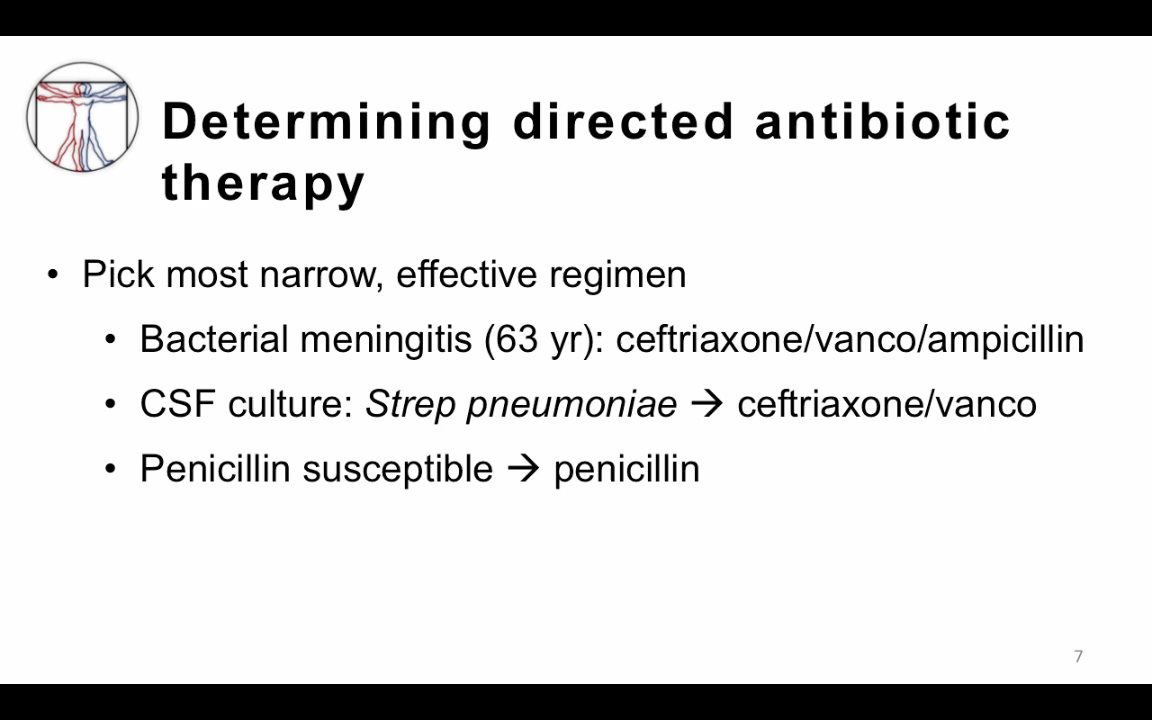 Determining directed antibiotic
therapy
• Pick most narrow, effective regimen
• Bacterial meningitis (63 yr): ceftriaxone/vanco/ampicillin
• CSF culture: Strep pneumoniae → ceftriaxone/vanco
• Penicillin susceptible → penicillin
7